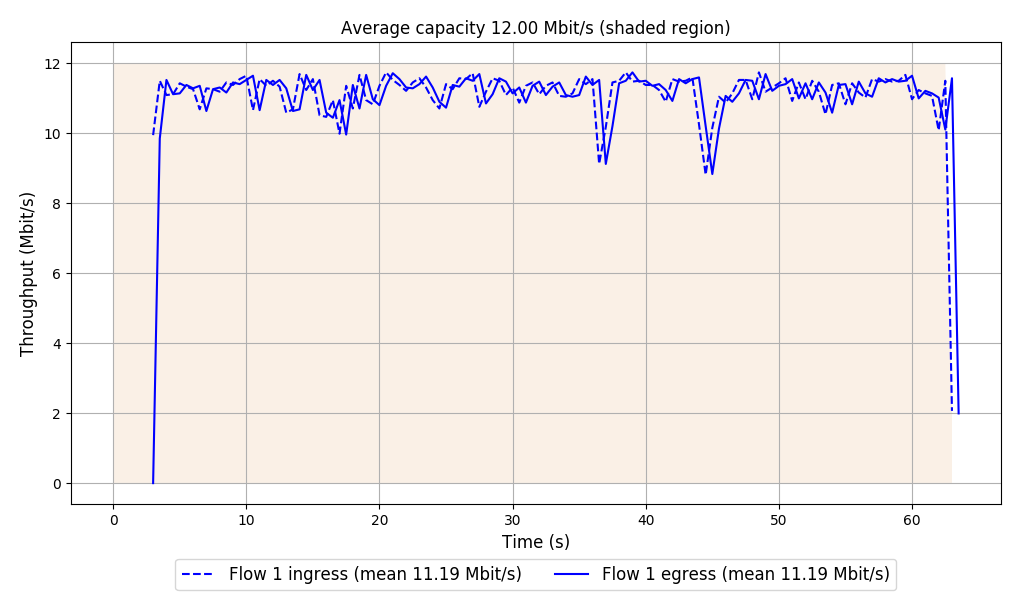 Average capacity 12.00 Mbit/s (shaded region)
12
10
8
6
4
2
0
Throughput (Mbit/s)
0 10 20 30 40 50 60
Time (s)
Flow 1 ingress (mean 11.19 Mbit/s) Flow 1 egress (mean 11.19 Mbit/s)